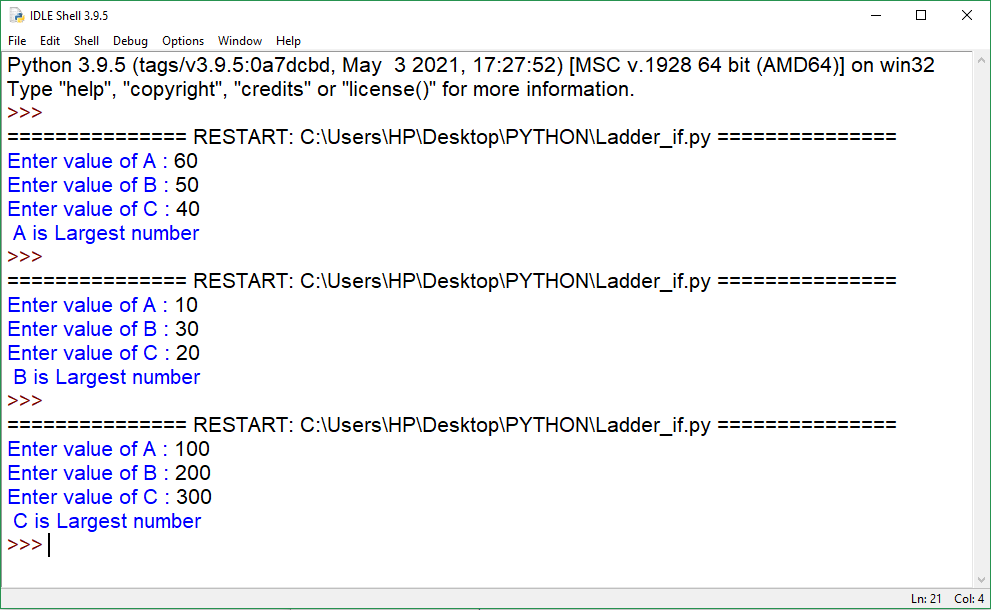 IDLE Shell 3.9.5
File Edit Shell Debug Options Window Help
Python 3.9.5 (tags/v3.9.5:0a7dcbd, May  3 2021, 17:27:52) [MSC v.1928 64 bit (AMD64)] on win32
Type "help", "copyright", "credits" or "license()" for more information.
>>>
=============== RESTART: C:\Users\HP\Desktop\PYTHON\Ladder_if.py ===============
Enter value of A : 60
Enter value of B : 50
Enter value of C : 40
 A is Largest number
>>>
=============== RESTART: C:\Users\HP\Desktop\PYTHON\Ladder_if.py ===============
Enter value of A : 10
Enter value of B : 30
Enter value of C : 20
 B is Largest number
>>>
=============== RESTART: C:\Users\HP\Desktop\PYTHON\Ladder_if.py ===============
Enter value of A : 100
Enter value of B : 200
Enter value of C : 300
 C is Largest number
>>>
Ln: 21 Col: 4